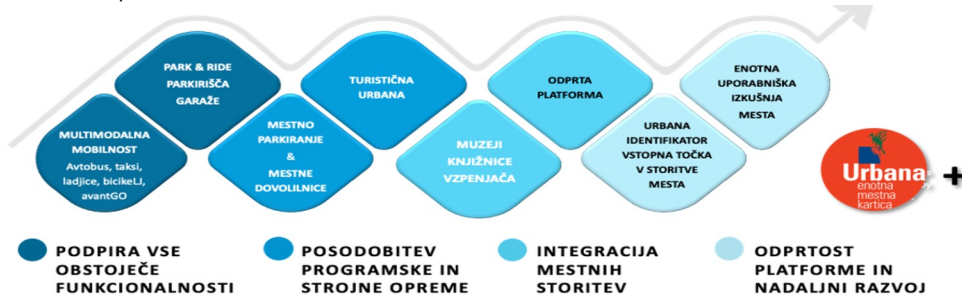 PARK & RIDE
PARKIRIŠČA
GARAŽE
TURISTIČNA
URBANA
ODPRTA
PLATFORMA
ENOTNA
UPORABNIŠKA
IZKUŠNJA
MESTA
MULTIMODALNA
MOBILNOST
Avtobus, taksi,
ladjice, bicikeLJ,
avantGO
MESTNO
PARKIRANJE
&
MESTNE
DOVOLILNICE
MUZEJI
KNJIŽNICE
VZPENJAČA
URBANA
IDENTIFIKATOR
VSTOPNA TOČKA
V STORITVE
MESTA
Urbana
enotna
mestna
kartica
+
PODPIRA VSE
OBSTOJEČE
FUNKCIONALNOSTI
POSODOBITEV
PROGRAMSKE IN
STROJNE OPREME
INTEGRACIJA
MESTNIH
STORITEV
ODPRTOST
PLATFORME IN
NADALJNI RAZVOJ